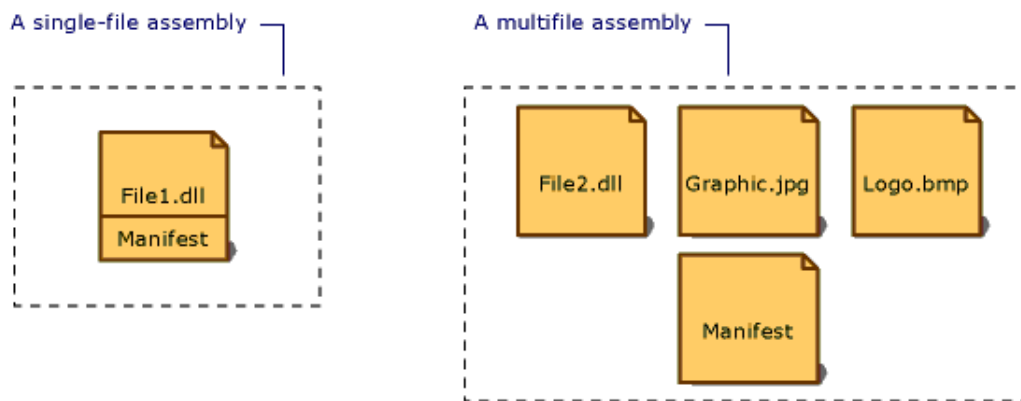 A single-file assembly
A multifile assembly
File1.dll
Manifest
File2.dll
Graphic.jpg
Logo.bmp
Manifest